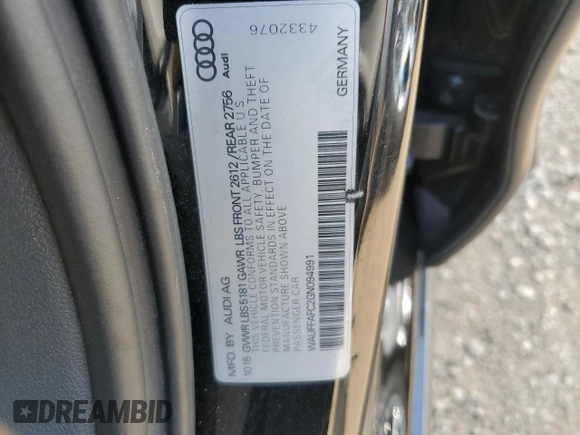 MFD. BY AUDI AG
10 15 GVWR LBS 5181 GAWR LBS FRONT 2612 /REAR 2756
THIS VEHICLE CONFORMS TO ALL APPLICABLE U.S.
FEDERAL MOTOR VEHICLE SAFETY, BUMPER AND THEFT
PREVENTION STANDARDS IN EFFECT ON THE DATE OF
MANUFACTURE SHOWN ABOVE
PASSENGER CAR
WAUFFAFC2GN094991
GERMANY
Audi
4332076
DREAMBID